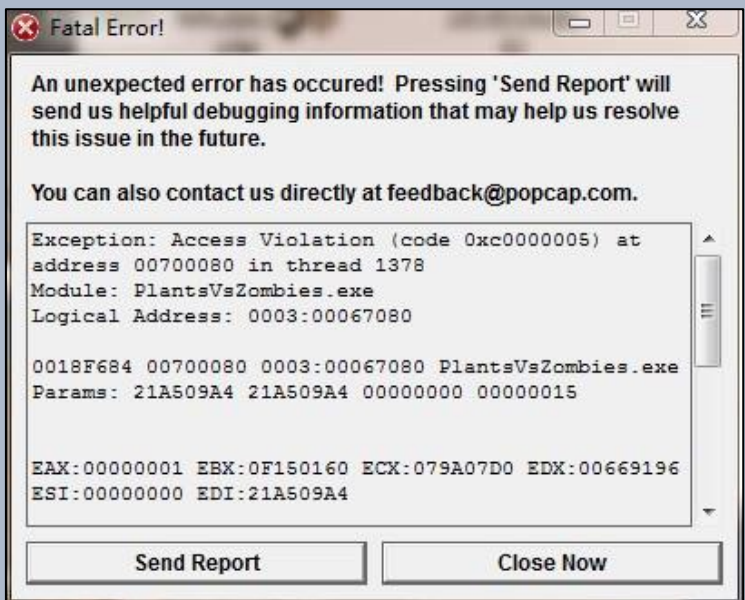 Fatal Error!
An unexpected error has occured!  Pressing 'Send Report' will
send us helpful debugging information that may help us resolve
this issue in the future.
You can also contact us directly at feedback@popcap.com.
Exception: Access Violation (code 0xc0000005) at
address 00700080 in thread 1378
Module: PlantsVsZombies.exe
Logical Address: 0003:00067080
0018F684 00700080 0003:00067080 PlantsVsZombies.exe
Params: 21A509A4 21A509A4 00000000 00000015
EAX:00000001 EBX:0F150160 ECX:079A07D0 EDX:00669196
ESI:00000000 EDI:21A509A4
Send Report
Close Now